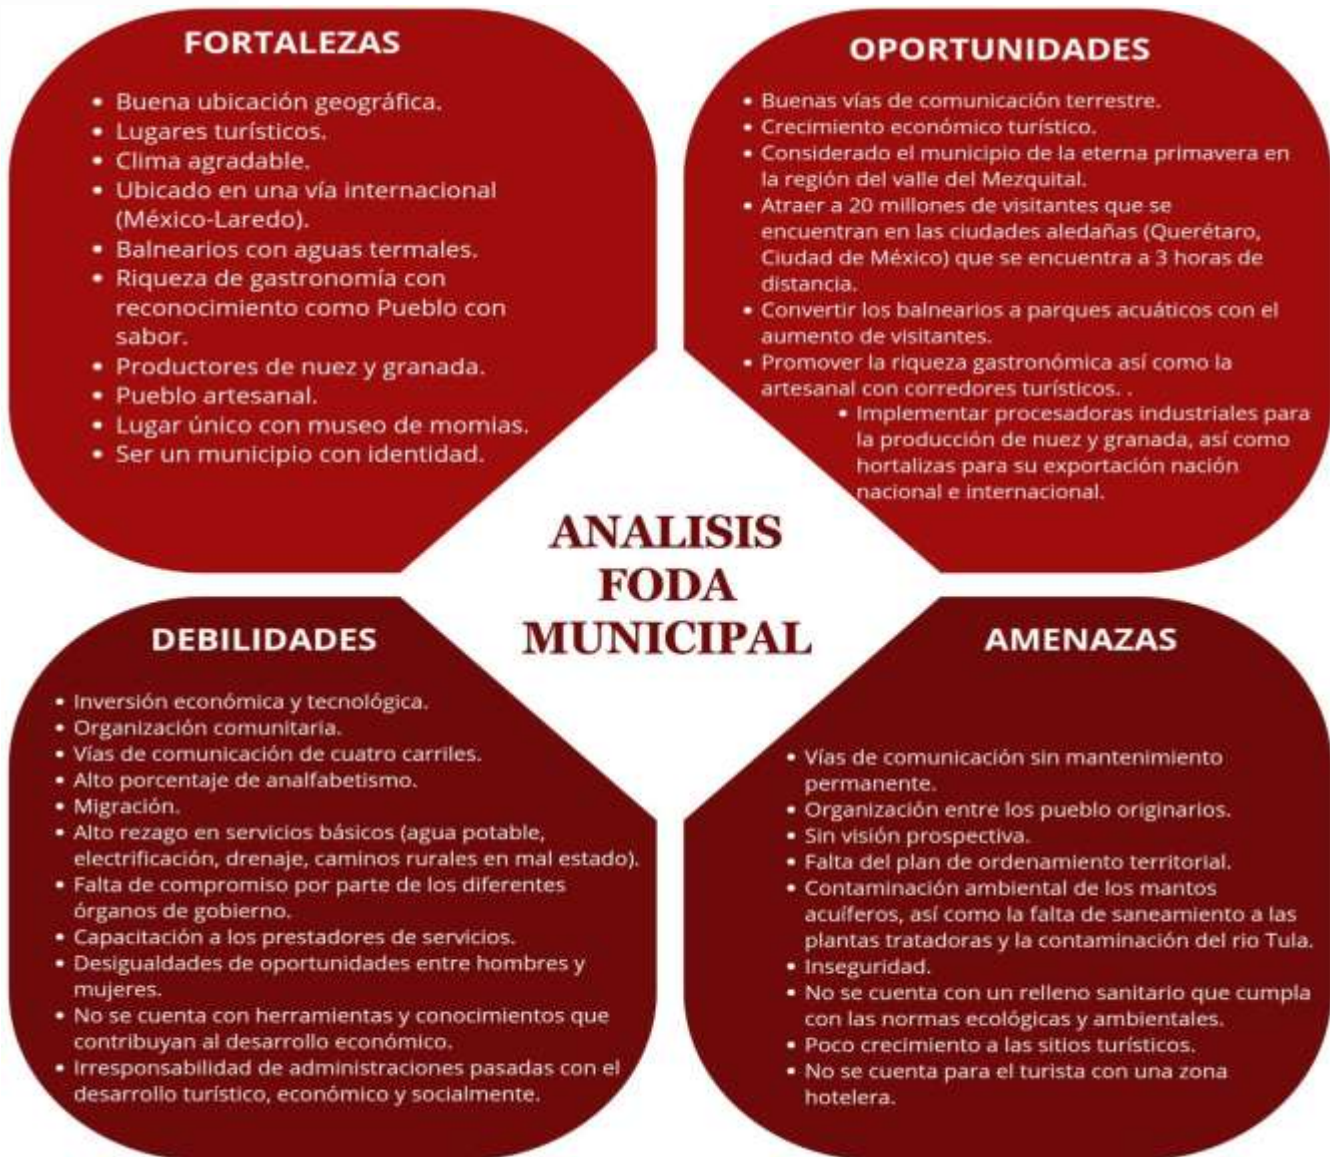 FORTALEZAS
• Buena ubicación geográfica.
• Lugares turísticos.
• Clima agradable.
• Ubicado en una vía internacional
(México-Laredo).
• Balnearios con aguas termales.
• Riqueza de gastronomía con
reconocimiento como Pueblo con
sabor.
• Productores de nuez y granada.
• Pueblo artesanal.
• Lugar único con museo de momias.
• Ser un municipio con identidad.
OPORTUNIDADES
• Buenas vías de comunicación terrestre.
• Crecimiento económico turístico.
• Considerado el municipio de la eterna primavera en
la región del valle del Mezquital.
• Atraer a 20 millones de visitantes que se
encuentran en las ciudades aledañas (Querétaro,
Ciudad de México) que se encuentra a 3 horas de
distancia.
• Convertir los balnearios a parques acuáticos con el
aumento de visitantes.
• Promover la riqueza gastronómica así como la
artesanal con corredores turísticos. .
• Implementar procesadoras industriales para
la producción de nuez y granada, así como
hortalizas para su exportación nación
nacional e internacional.
ANALISIS
FODA
MUNICIPAL
DEBILIDADES
• Inversión económica y tecnológica.
• Organización comunitaria.
• Vías de comunicación de cuatro carriles.
• Alto porcentaje de analfabetismo.
• Migración.
• Alto rezago en servicios básicos (agua potable,
electrificación, drenaje, caminos rurales en mal estado).
• Falta de compromiso por parte de los diferentes
órganos de gobierno.
• Capacitación a los prestadores de servicios.
• Desigualdades de oportunidades entre hombres y
mujeres.
• No se cuenta con herramientas y conocimientos que
contribuyan al desarrollo económico.
• Irresponsabilidad de administraciones pasadas con el
desarrollo turístico, económico y socialmente.
AMENAZAS
• Vías de comunicación sin mantenimiento
permanente.
• Organización entre los pueblo originarios.
• Sin visión prospectiva.
• Falta del plan de ordenamiento territorial.
• Contaminación ambiental de los mantos
acuíferos, así como la falta de saneamiento a las
plantas tratadoras y la contaminación del rio Tula.
• Inseguridad.
• No se cuenta con un relleno sanitario que cumpla
con las normas ecológicas y ambientales.
• Poco crecimiento a las sitios turísticos.
• No se cuenta para el turista con una zona
hotelera.